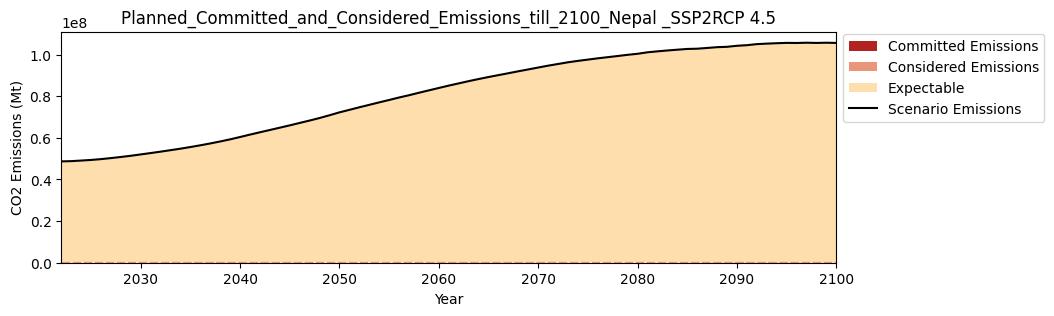 Planned_Committed_and_Considered_Emissions_till_2100_Nepal _SSP2RCP 4.5
1e8
1.0
0.8
0.6
0.4
0.2
0.0
CO2 Emissions (Mt)
2030 2040 2050 2060 2070 2080 2090 2100
Year
Committed Emissions
Considered Emissions
Expectable
Scenario Emissions